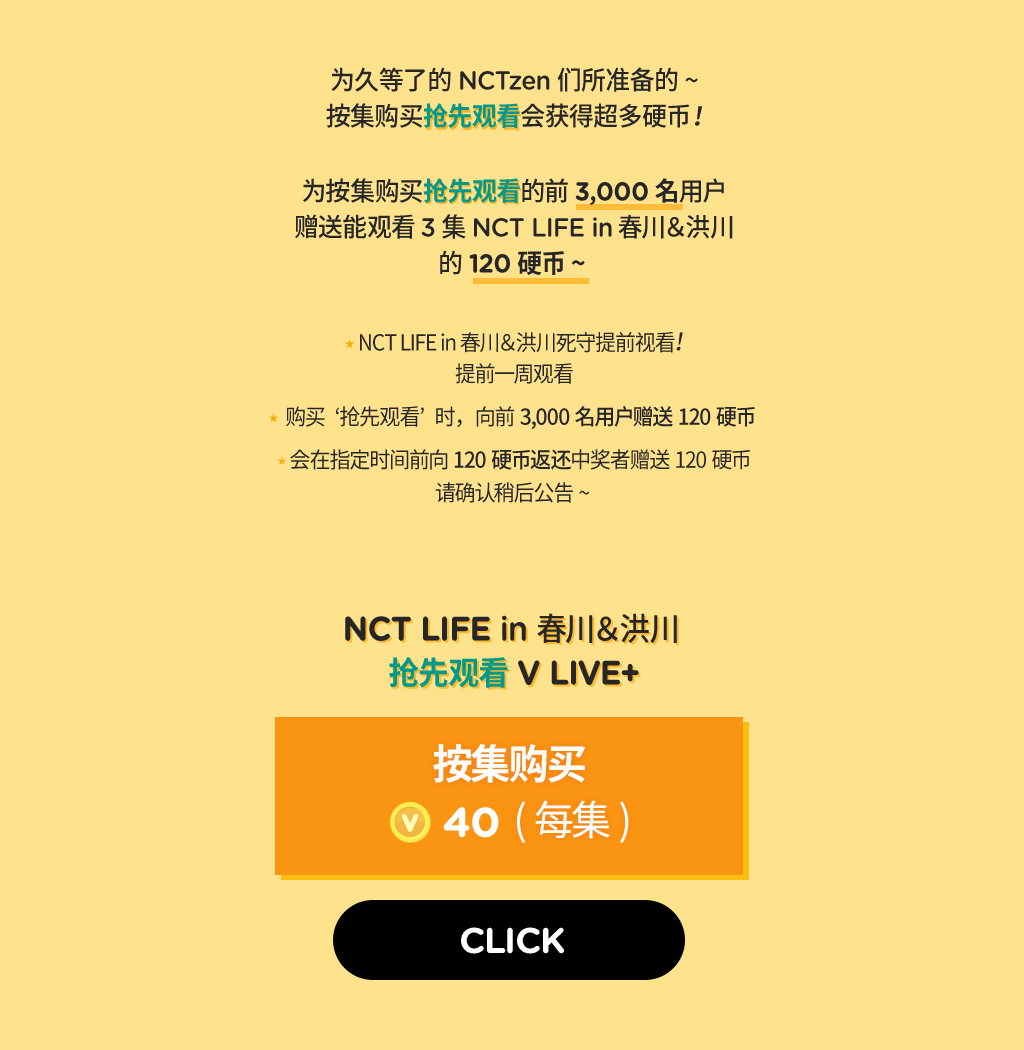 为久等了的 NCTzen 们所准备的 ~
按集购买抢先观看会获得超多硬币!
为按集购买抢先观看的前 3,000 名用户
赠送能观看 3 集 NCT LIFE in 春川&洪川
的 120 硬币 ~
* NCT LIFE in 春川&洪川死守提前视看!
提前一周观看
* 购买‘抢先观看’时，向前 3,000 名用户赠送 120 硬币
* 会在指定时间前向 120 硬币返还中奖者赠送 120 硬币
请确认稍后公告 ~
NCT LIFE in 春川&洪川
抢先观看 V LIVE+
按集购买
V 40 ( 每集 )
CLICK